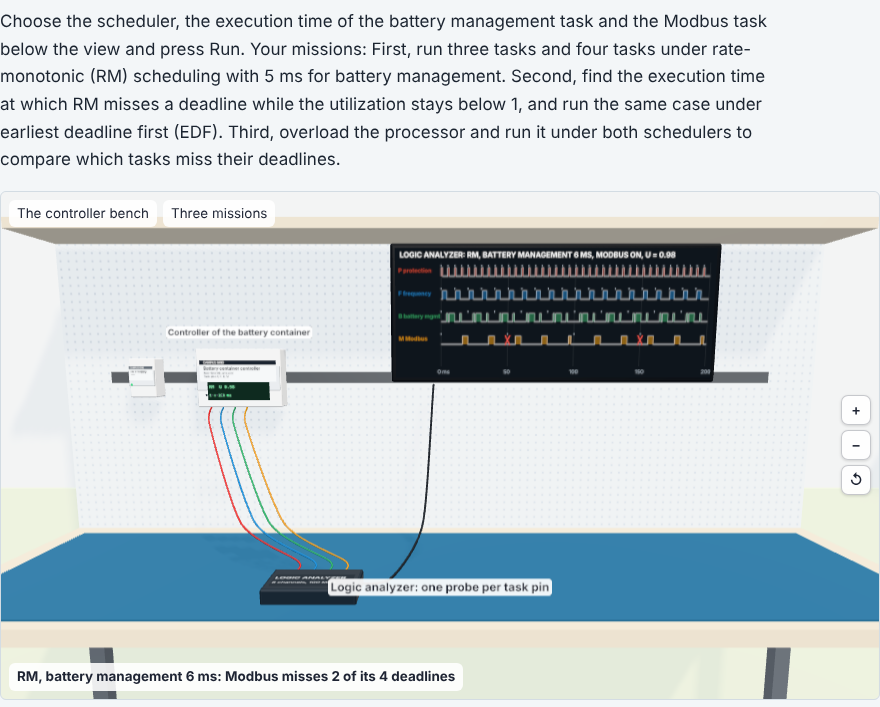 Choose the scheduler, the execution time of the battery management task and the Modbus task
below the view and press Run. Your missions: First, run three tasks and four tasks under rate-
monotonic (RM) scheduling with 5 ms for battery management. Second, find the execution time
at which RM misses a deadline while the utilization stays below 1, and run the same case under
earliest deadline first (EDF). Third, overload the processor and run it under both schedulers to
compare which tasks miss their deadlines.
The controller bench
Three missions
LOGIC ANALYZER: RM, BATTERY MANAGEMENT 6 MS, MODBUS ON, U = 0.98
P protection
F frequency
B battery mgmt
M Modbus
0 ms 50 100 150 200
Controller of the battery container
Battery container controller
LOGIC ANALYZER
Logic analyzer: one probe per task pin
+
−
RM, battery management 6 ms: Modbus misses 2 of its 4 deadlines